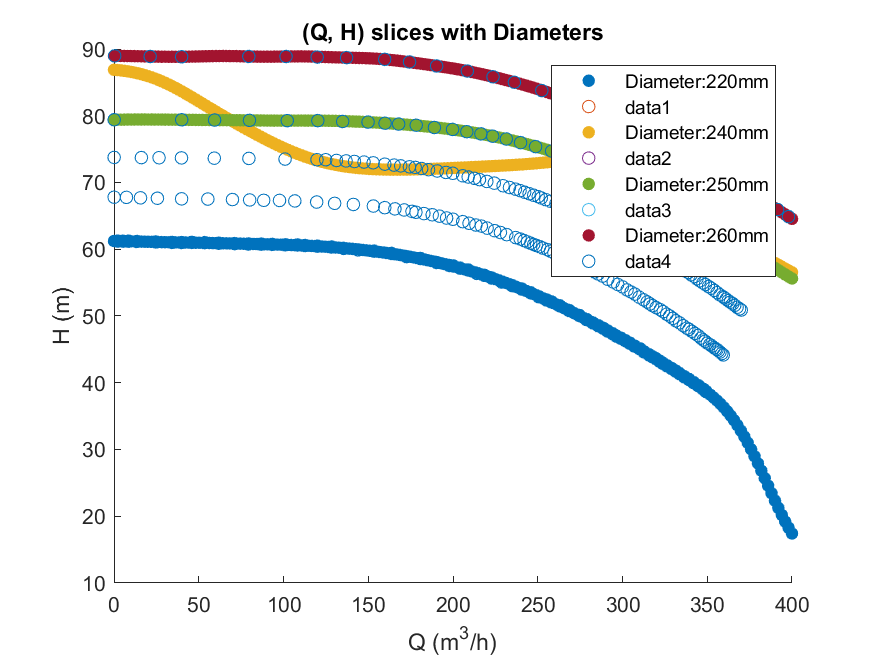 (Q, H) slices with Diameters
90
80
70
60
50
40
30
20
10
H (m)
Diameter:220mm
data1
Diameter:240mm
data2
Diameter:250mm
data3
Diameter:260mm
data4
0 50 100 150 200 250 300 350 400
Q (m³/h)